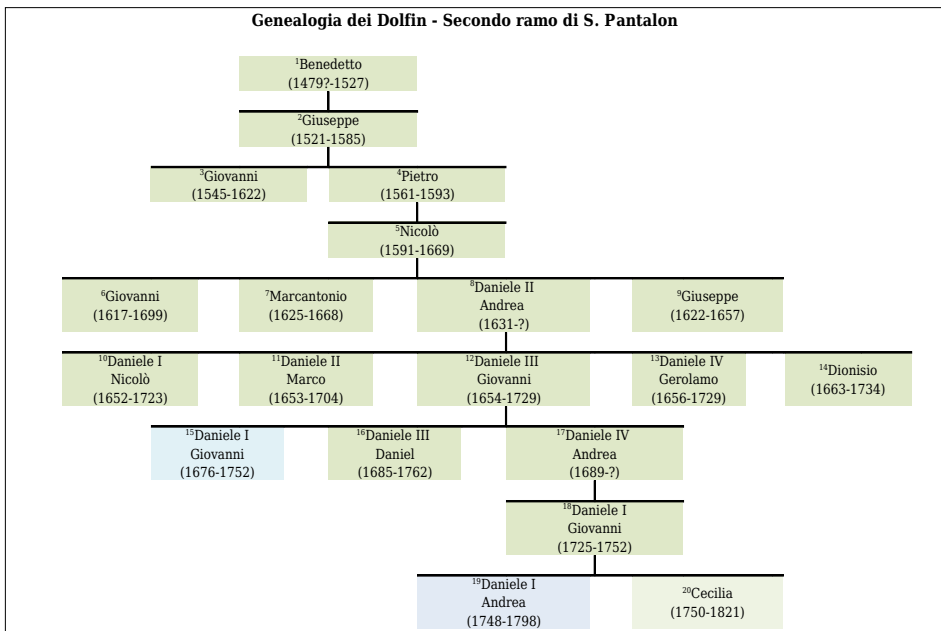 Genealogia dei Dolfin - Secondo ramo di S. Pantalon
¹Benedetto
(1479?-1527)
²Giuseppe
(1521-1585)
³Giovanni
(1545-1622)
⁴Pietro
(1561-1593)
⁵Nicolò
(1591-1669)
⁶Giovanni
(1617-1699)
⁷Marcantonio
(1625-1668)
⁸Daniele II
Andrea
(1631-?)
⁹Giuseppe
(1622-1657)
¹⁰Daniele I
Nicolò
(1652-1723)
¹¹Daniele II
Marco
(1653-1704)
¹²Daniele III
Giovanni
(1654-1729)
¹³Daniele IV
Gerolamo
(1656-1729)
¹⁴Dionisio
(1663-1734)
¹⁵Daniele I
Giovanni
(1676-1752)
¹⁶Daniele III
Daniel
(1685-1762)
¹⁷Daniele IV
Andrea
(1689-?)
¹⁸Daniele I
Giovanni
(1725-1752)
¹⁹Daniele I
Andrea
(1748-1798)
²⁰Cecilia
(1750-1821)